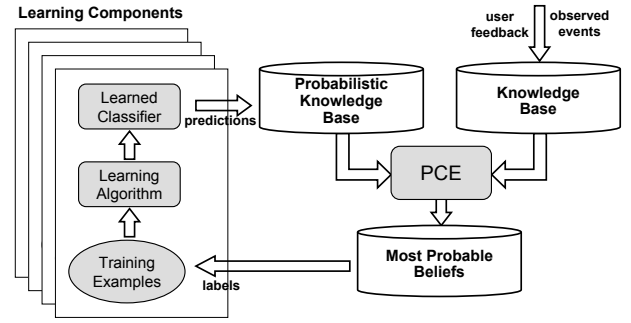 Learning Components
user
feedback
observed
events
Learned
Classifier
predictions
Probabilistic
Knowledge
Base
Knowledge
Base
Learning
Algorithm
PCE
Training
Examples
labels
Most Probable
Beliefs